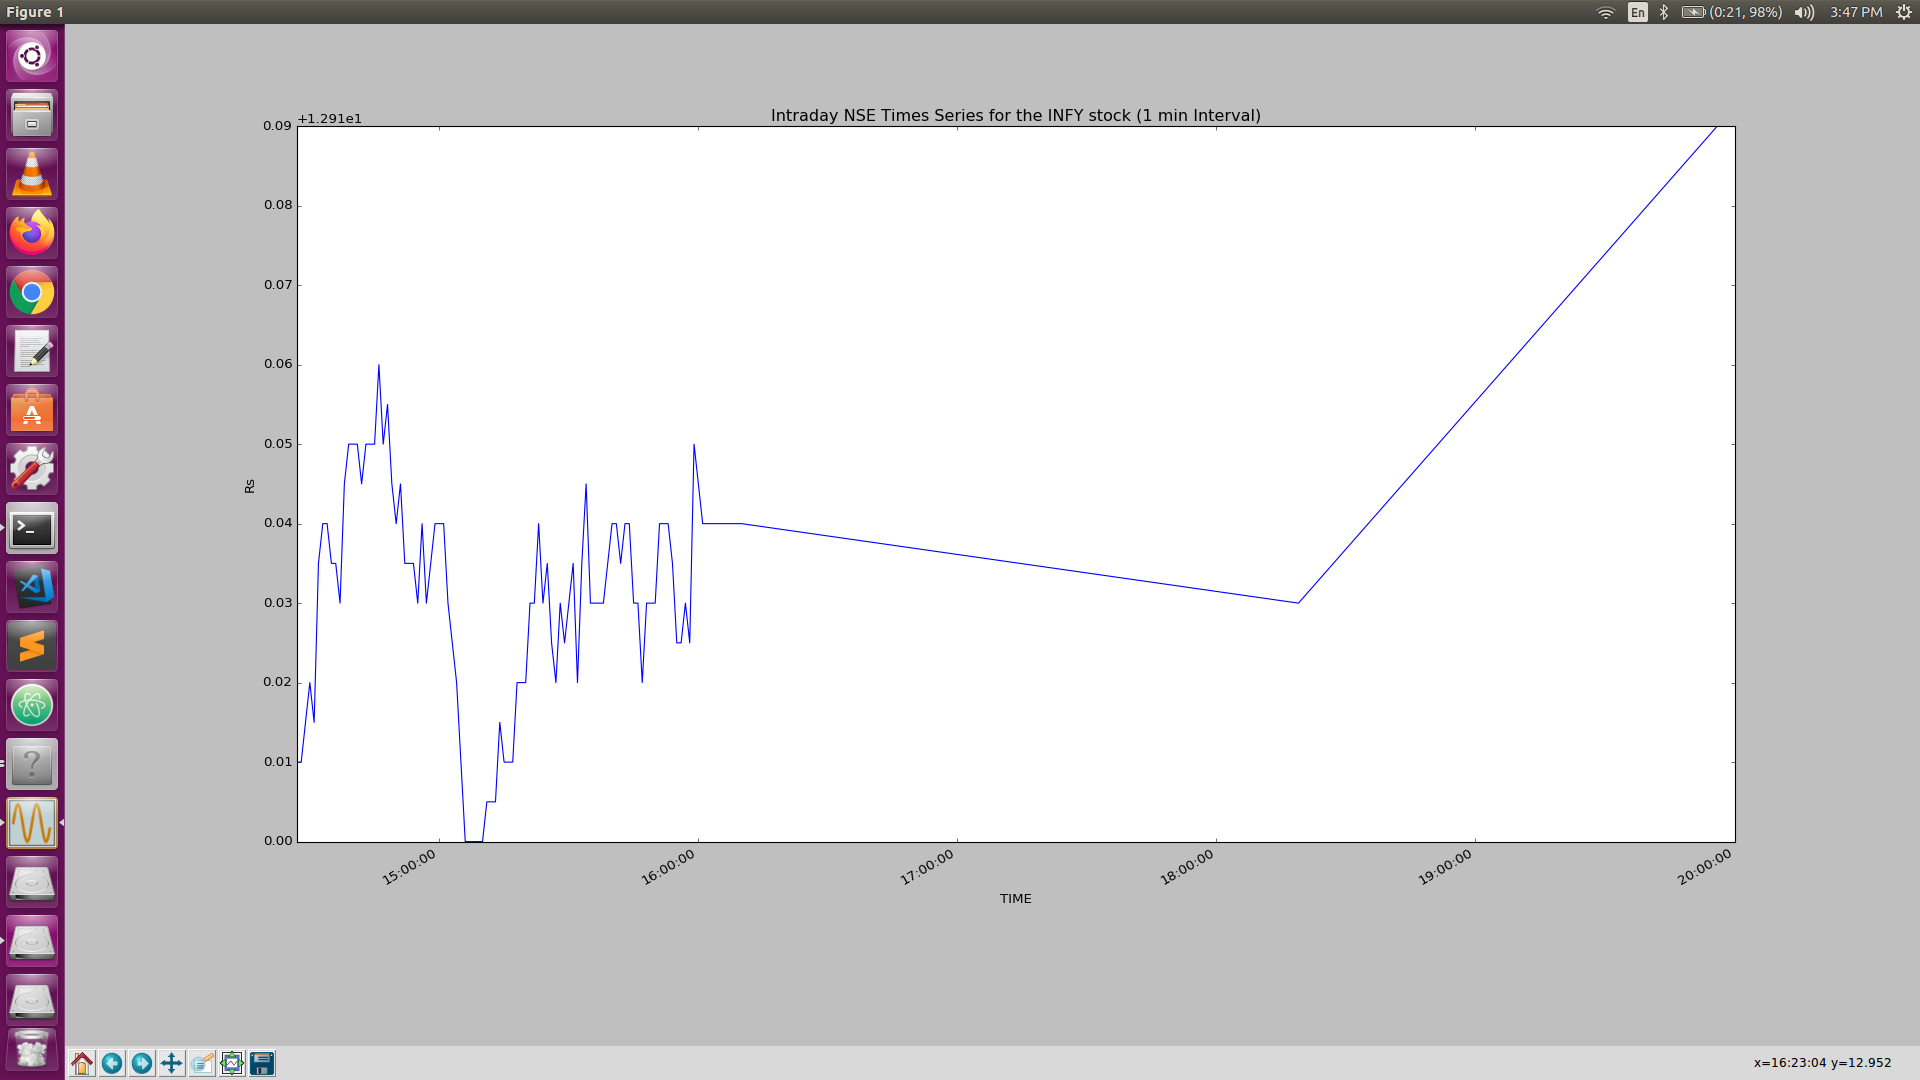 Figure 1
En
(0:21, 98%)
3:47 PM
+1.291e1
Intraday NSE Times Series for the INFY stock (1 min Interval)
0.09
0.08
0.07
0.06
0.05
0.04
0.03
0.02
0.01
0.00
Rs
15:00:00
16:00:00
17:00:00
18:00:00
19:00:00
20:00:00
TIME
x=16:23:04 y=12.952